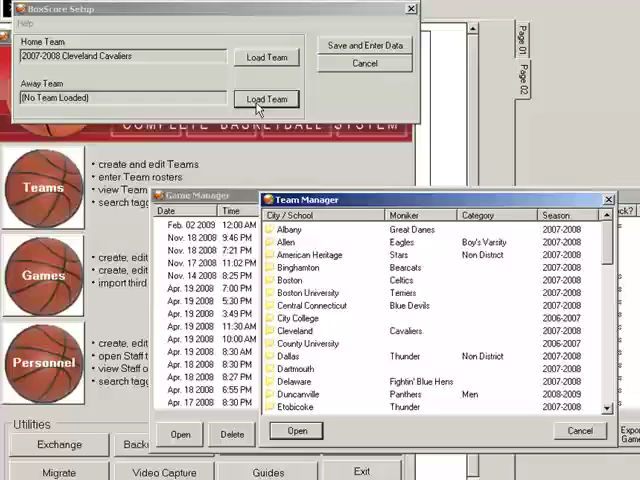 BoxScore Setup
Help
Home Team
2007-2008 Cleveland Cavaliers
Load Team
Save and Enter Data
Cancel
Away Team
(No Team Loaded)
Load Team
Page 01
Page 02
COMPLETE BASKETBALL SYSTEM
Teams
• create and edit Teams
• enter Team rosters
• view Team
• search tagg
Games
• create, edit
• create, edi
• import third
Personnel
• create, edit
• open Staff t
• view Staff o
• search tagg
Utilities
Exchange
Back
Migrate
Video Capture
Guides
Exit
Game Manager
Date Time
Feb. 02 2009 12:00 AM
Nov. 18 2008 9:46 PM
Nov. 18 2008 7:21 PM
Nov. 17 2008 11:02 PM
Nov. 14 2008 8:25 PM
Apr. 19 2008 7:00 PM
Apr. 19 2008 5:30 PM
Apr. 19 2008 3:49 PM
Apr. 19 2008 11:30 AM
Apr. 19 2008 10:00 AM
Apr. 19 2008 8:30 AM
Apr. 18 2008 8:30 PM
Apr. 18 2008 8:27 PM
Apr. 18 2008 6:55 PM
Apr. 17 2008 8:30 PM
Open
Delete
Team Manager
City / School Moniker Category Season
Albany Great Danes 2007-2008
Allen Eagles Boy's Varsity 2007-2008
American Heritage Stars Non District 2007-2008
Binghamton Bearcats 2007-2008
Boston Celtics 2007-2008
Boston University Terriers 2007-2008
Central Connecticut Blue Devils 2007-2008
City College 2006-2007
Cleveland Cavaliers 2007-2008
County University 2006-2007
Dallas Thunder Non District 2007-2008
Dartmouth 2007-2008
Delaware Fightin' Blue Hens 2007-2008
Duncanville Panthers Men 2008-2009
Etobicoke Thunder 2007-2008
Open
Cancel
ck?
Expor
Game